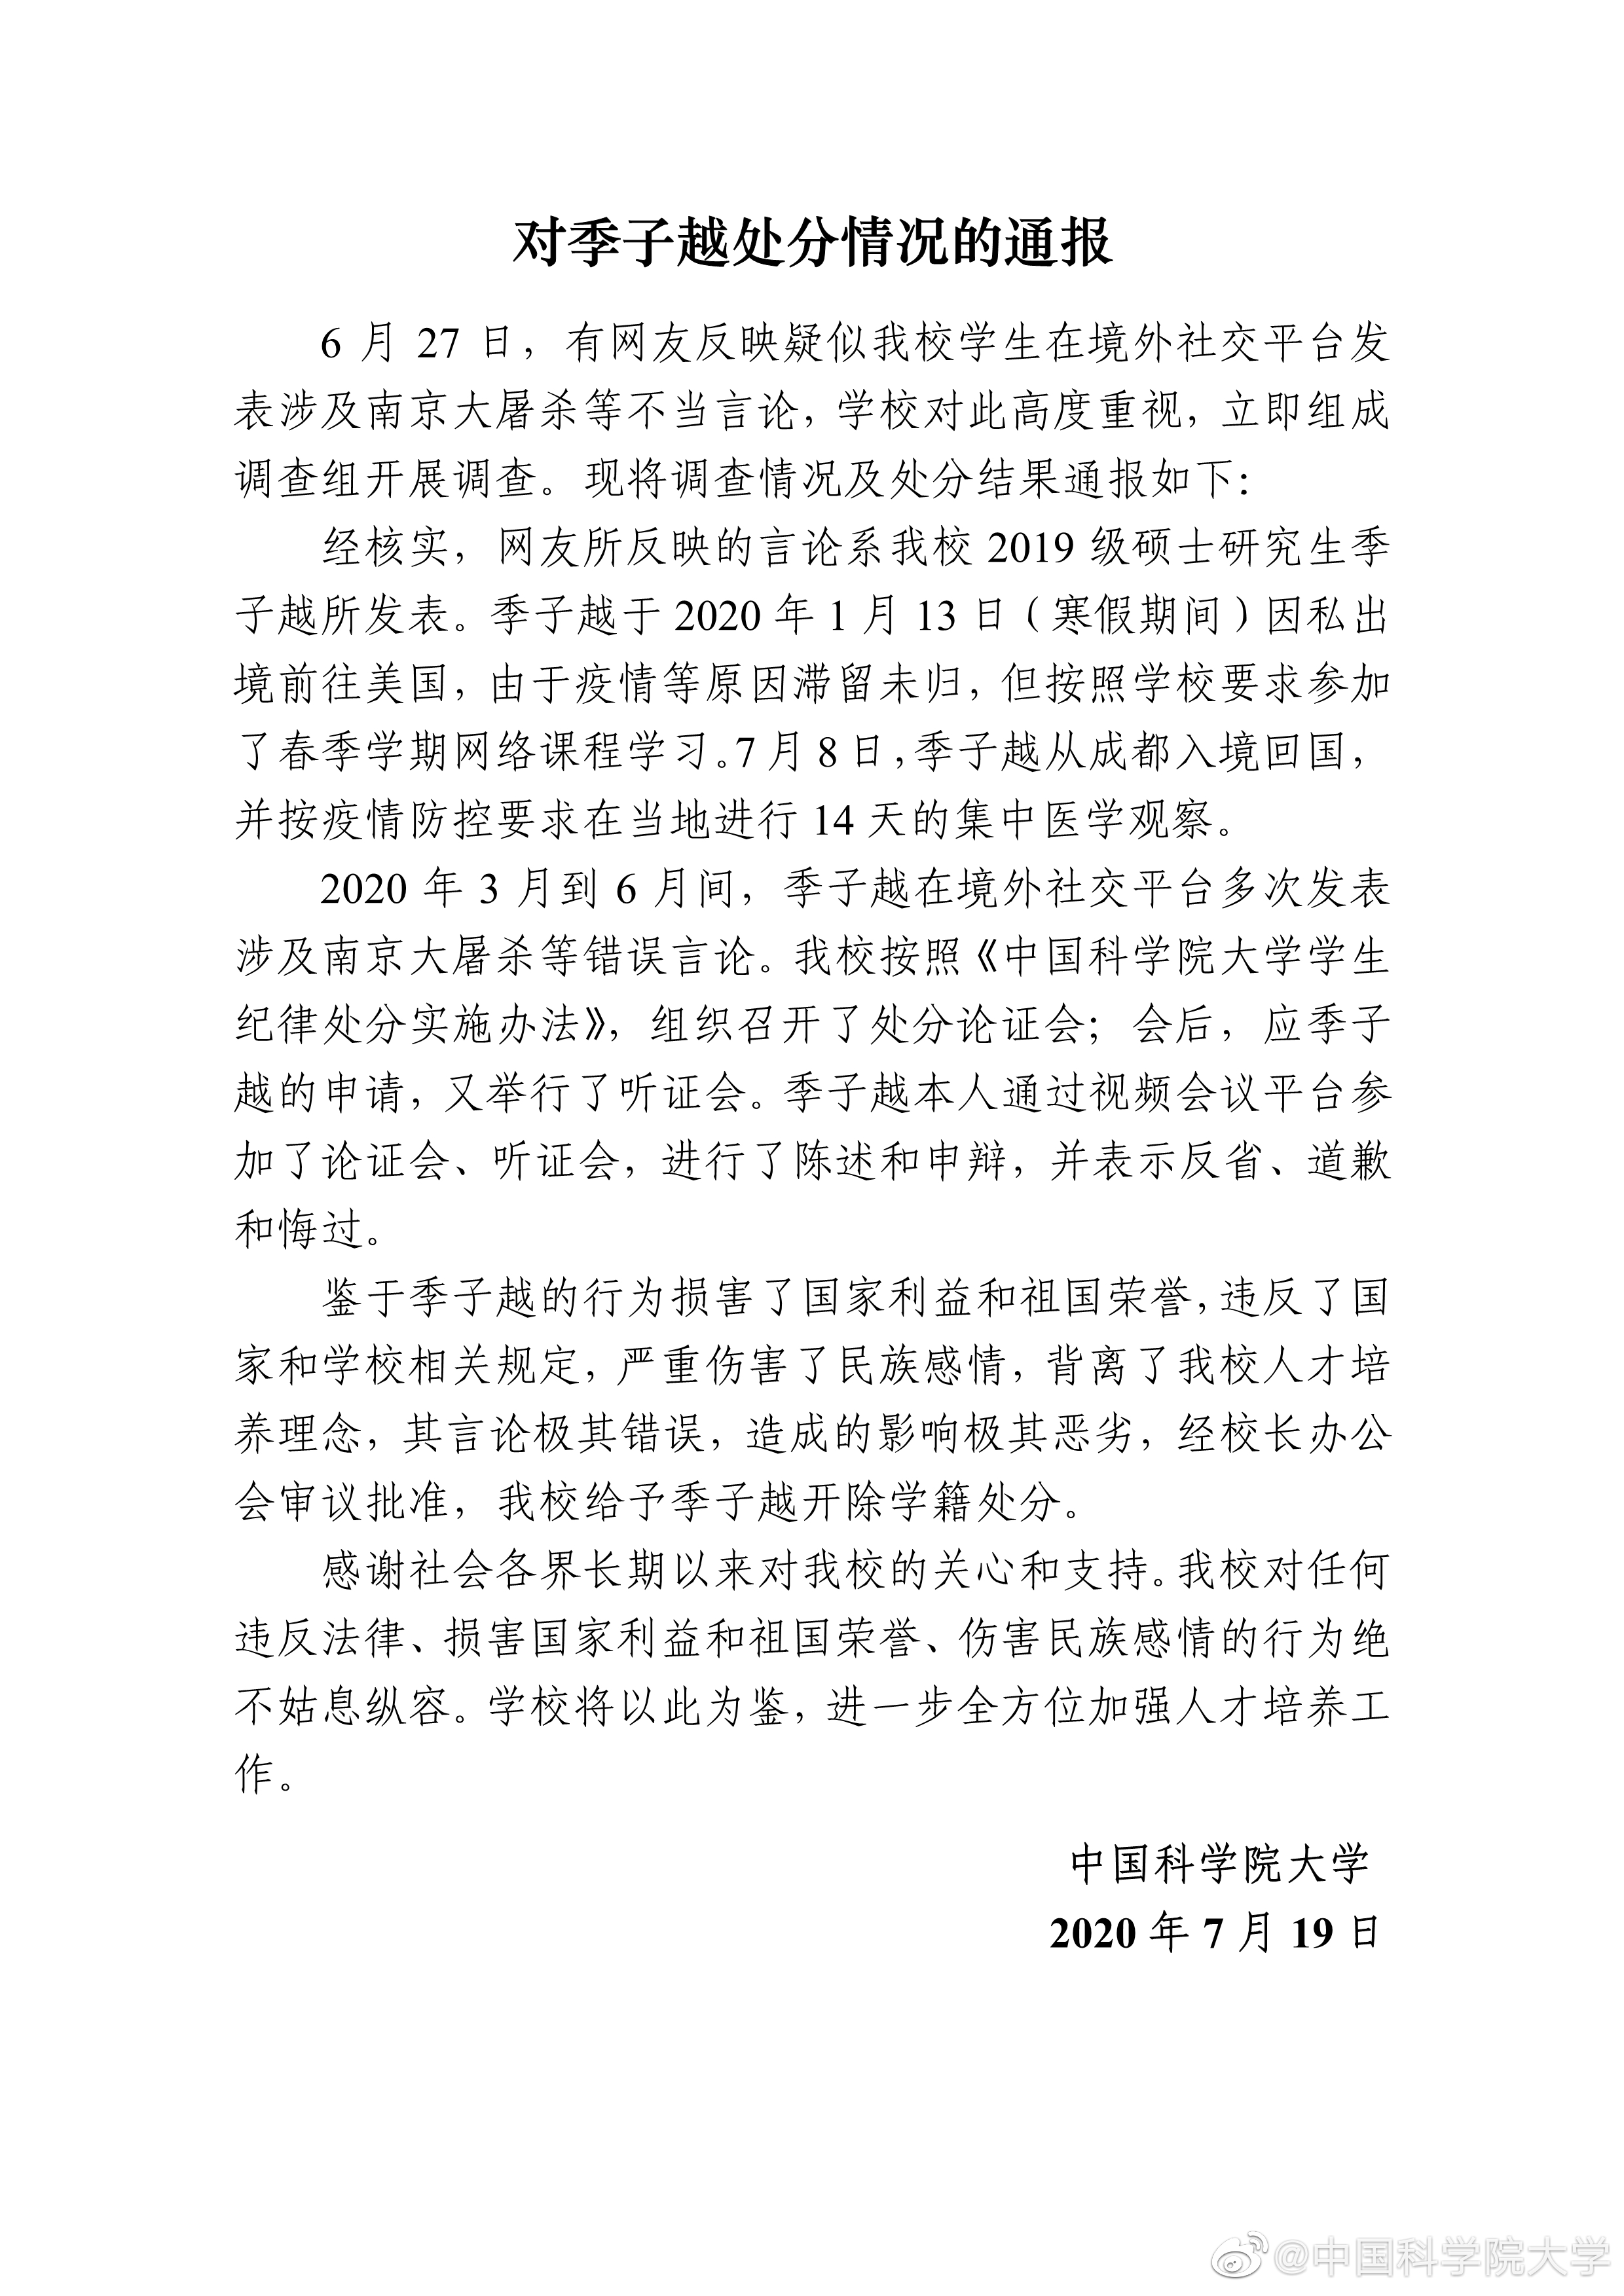 对季子越处分情况的通报
6 月 27 日，有网友反映疑似我校学生在境外社交平台发
表涉及南京大屠杀等不当言论，学校对此高度重视，立即组成
调查组开展调查。现将调查情况及处分结果通报如下：
经核实，网友所反映的言论系我校 2019 级硕士研究生季
子越所发表。季子越于 2020 年 1 月 13 日（寒假期间）因私出
境前往美国，由于疫情等原因滞留未归，但按照学校要求参加
了春季学期网络课程学习。7 月 8 日，季子越从成都入境回国，
并按疫情防控要求在当地进行 14 天的集中医学观察。
2020 年 3 月到 6 月间，季子越在境外社交平台多次发表
涉及南京大屠杀等错误言论。我校按照《中国科学院大学学生
纪律处分实施办法》，组织召开了处分论证会；会后，应季子
越的申请，又举行了听证会。季子越本人通过视频会议平台参
加了论证会、听证会，进行了陈述和申辩，并表示反省、道歉
和悔过。
鉴于季子越的行为损害了国家利益和祖国荣誉，违反了国
家和学校相关规定，严重伤害了民族感情，背离了我校人才培
养理念，其言论极其错误，造成的影响极其恶劣，经校长办公
会审议批准，我校给予季子越开除学籍处分。
感谢社会各界长期以来对我校的关心和支持。我校对任何
违反法律、损害国家利益和祖国荣誉、伤害民族感情的行为绝
不姑息纵容。学校将以此为鉴，进一步全方位加强人才培养工
作。
中国科学院大学
2020 年 7 月 19 日
@中国科学院大学